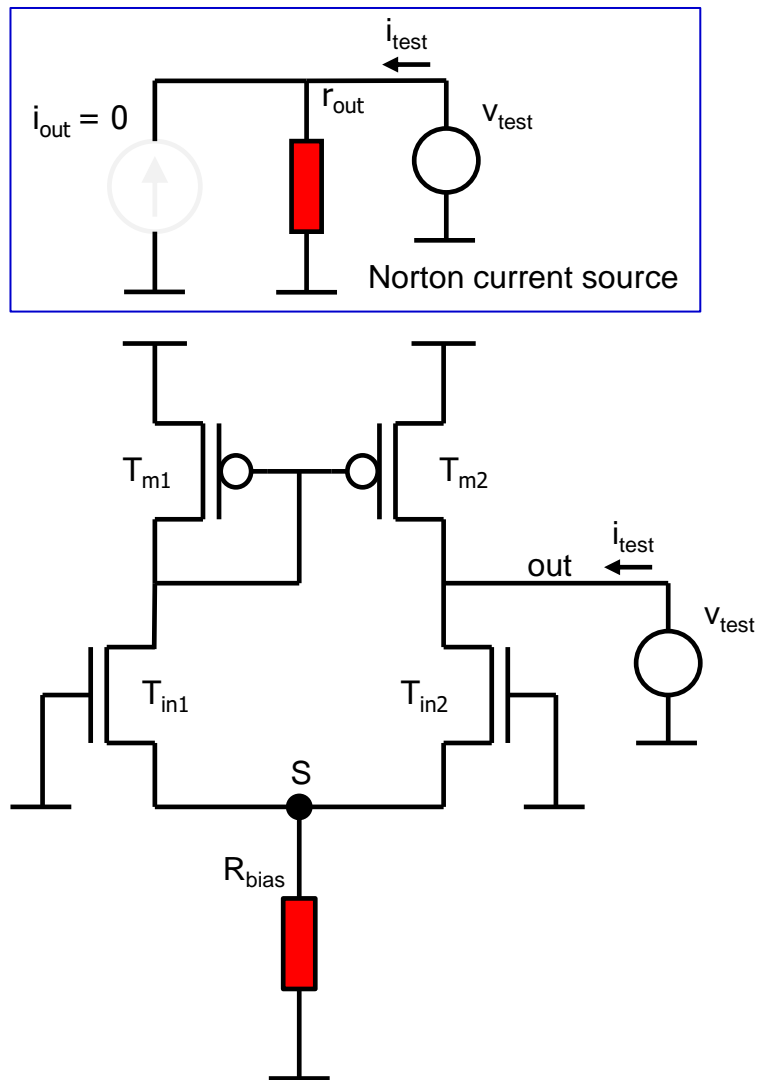 i_test
i_out = 0
r_out
v_test
Norton current source
T_m1
T_m2
i_test
out
v_test
T_in1
T_in2
S
R_bias